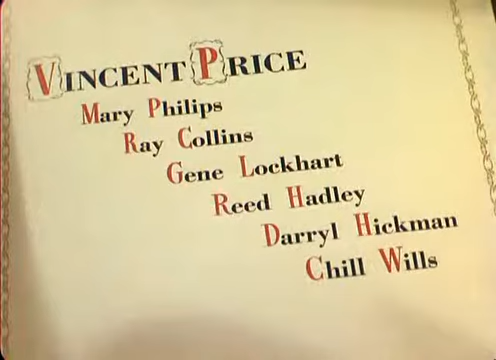 VINCENT PRICE
Mary Philips
Ray Collins
Gene Lockhart
Reed Hadley
Darryl Hickman
Chill Wills